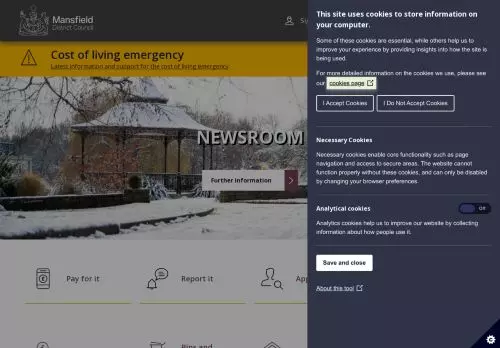 Mansfield
District Council
Cost of living emergency
Latest information and support for the cost of living emergency
NEWSROOM
Further information
Pay for it
Report it
This site uses cookies to store information on
your computer.
Some of these cookies are essential, while others help us to
improve your experience by providing insights into how the site is
being used.
For more detailed information on the cookies we use, please see
our cookies page
I Accept Cookies
I Do Not Accept Cookies
Necessary Cookies
Necessary cookies enable core functionality such as page
navigation and access to secure areas. The website cannot
function properly without these cookies, and can only be disabled
by changing your browser preferences.
Analytical cookies
Off
Analytics cookies help us to improve our website by collecting
information about how people use it.
Save and close
About this tool